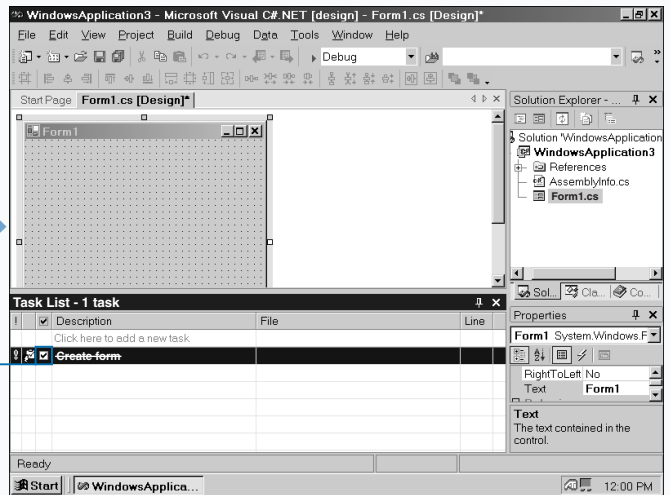 WindowsApplication3 - Microsoft Visual C#.NET [design] - Form1.cs [Design]*
File Edit View Project Build Debug Data Tools Window Help
Debug
Start Page Form1.cs [Design]*
Form1
Solution Explorer - ...
Solution 'WindowsApplication
WindowsApplication3
References
AssemblyInfo.cs
Form1.cs
Sol... Cla... Co...
Task List - 1 task
! Description File Line
Click here to add a new task
Create form
Properties
Form1 System.Windows.F
RightToLeft No
Text Form1
Text
The text contained in the
control.
Ready
Start WindowsApplica... 12:00 PM